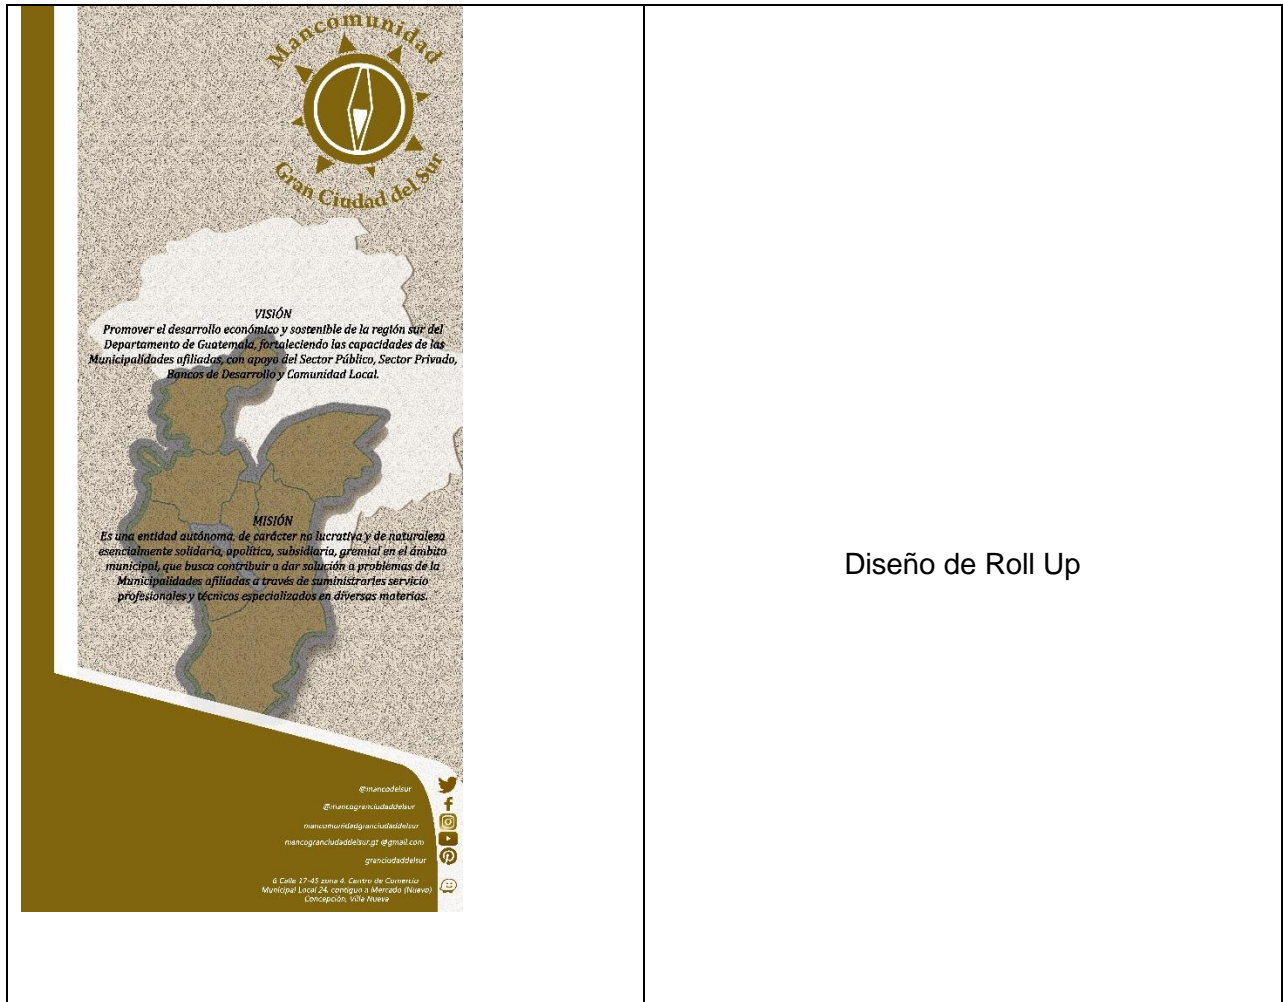 Mancomunidad
Gran Ciudad del Sur
VISIÓN
Promover el desarrollo económico y sostenible de la región sur del
Departamento de Guatemala, fortaleciendo las capacidades de las
Municipalidades afiliadas, con apoyo del Sector Público, Sector Privado,
Bancos de Desarrollo y Comunidad Local.
MISIÓN
Es una entidad autónoma, de carácter no lucrativa y de naturaleza
esencialmente solidaria, apolítica, subsidiaria, gremial en el ámbito
municipal, que busca contribuir a dar solución a problemas de la
Municipalidades afiliadas a través de suministrarles servicio
profesionales y técnicos especializados en diversas materias.
@mancodelsur
@mancogranciudaddelsur
mancomunidadgranciudaddelsur
mancogranciudaddelsur.gt @gmail.com
granciudaddelsur
6 Calle 17-45 zona 4. Centro de Comercio
Municipal Local 24, contiguo a Mercado (Nuevo)
Concepción, Villa Nueva
Diseño de Roll Up